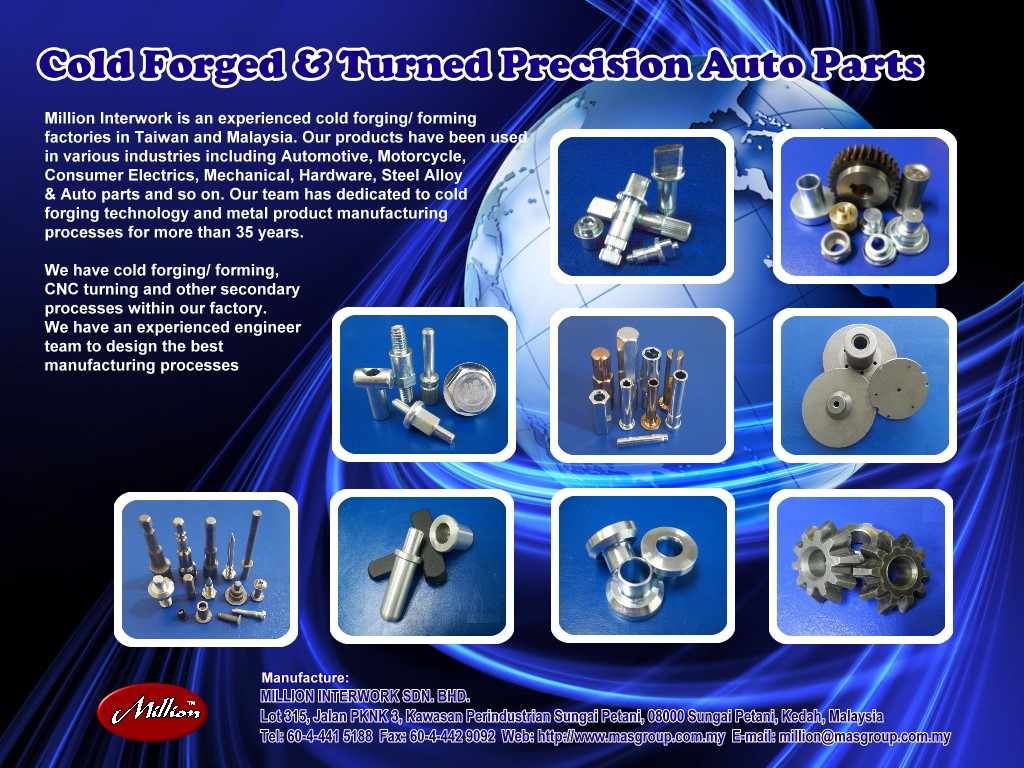 Cold Forged & Turned Precision Auto Parts
Million Interwork is an experienced cold forging/ forming
factories in Taiwan and Malaysia. Our products have been used
in various industries including Automotive, Motorcycle,
Consumer Electrics, Mechanical, Hardware, Steel Alloy
& Auto parts and so on. Our team has dedicated to cold
forging technology and metal product manufacturing
processes for more than 35 years.
We have cold forging/ forming,
CNC turning and other secondary
processes within our factory.
We have an experienced engineer
team to design the best
manufacturing processes
Manufacture:
MILLION INTERWORK SDN. BHD.
Lot 315, Jalan PKNK 3, Kawasan Perindustrian Sungai Petani, 08000 Sungai Petani, Kedah, Malaysia
Tel: 60-4-441 5188 Fax: 60-4-442 9092 Web: http://www.masgroup.com.my E-mail: million@masgroup.com.my
Million™